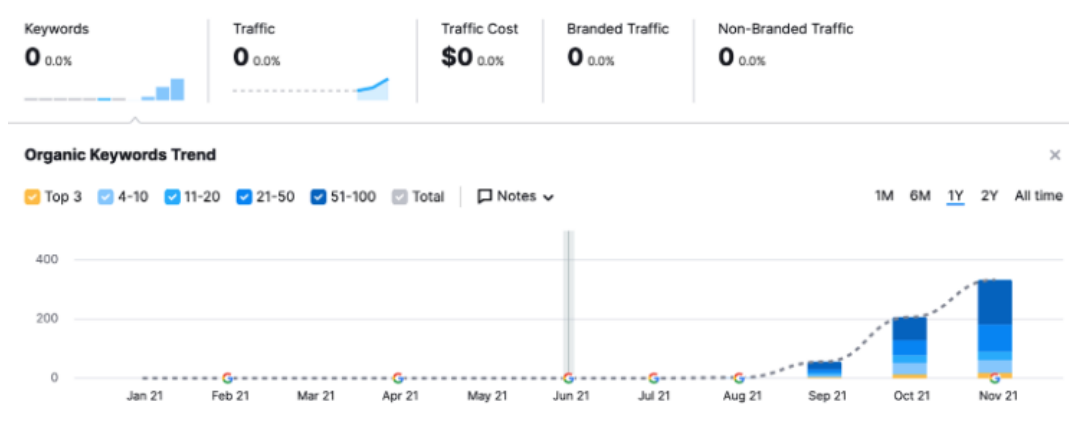 Keywords Traffic Traffic Cost Branded Traffic Non-Branded Traffic
0 0.0% 0 0.0% $0 0.0% 0 0.0% 0 0.0%
Organic Keywords Trend ×
Top 3 4-10 11-20 21-50 51-100 Total Notes 1M 6M 1Y 2Y All time
400
200
0
Jan 21 Feb 21 Mar 21 Apr 21 May 21 Jun 21 Jul 21 Aug 21 Sep 21 Oct 21 Nov 21